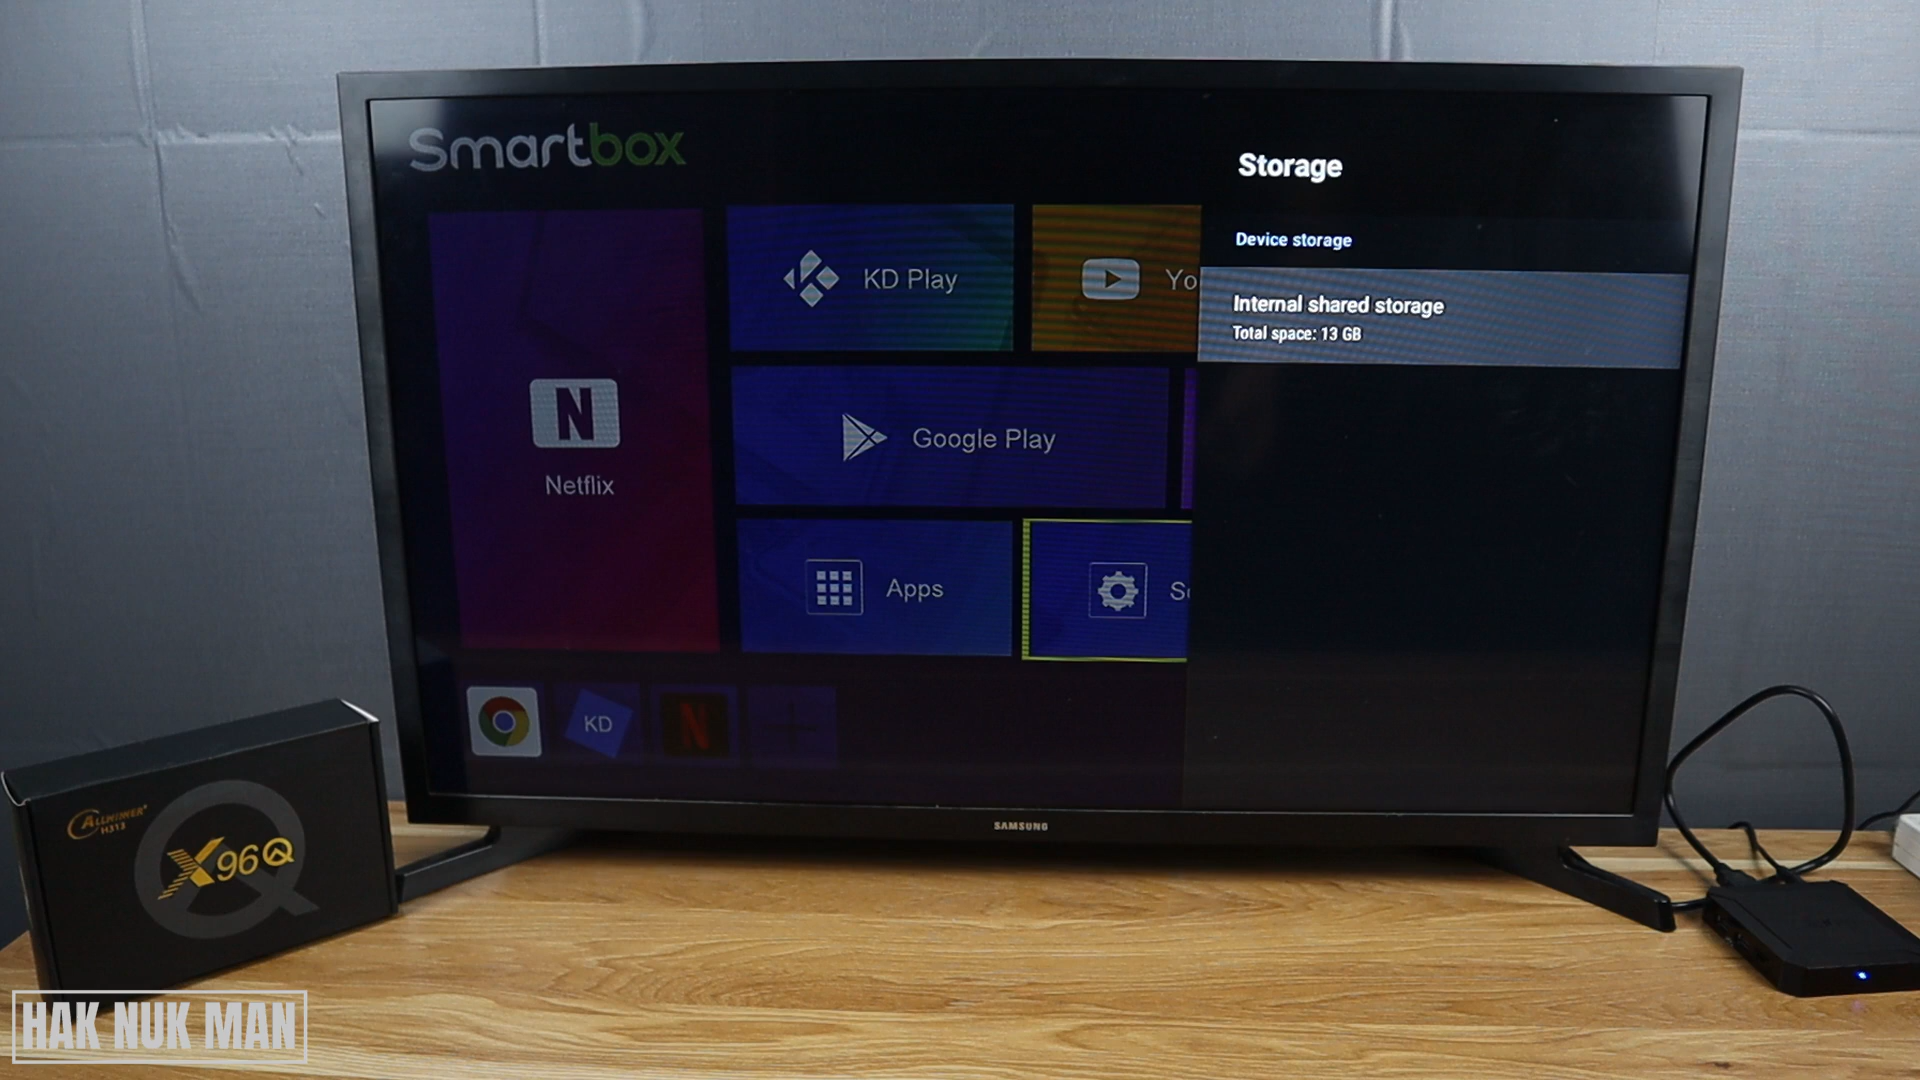 Smartbox
Storage
Device storage
Internal shared storage
Total space: 13 GB
KD Play
Yo
Netflix
Google Play
Apps
KD
N
SAMSUNG
ALLWINNER
H313
X96Q
HAK NUK MAN